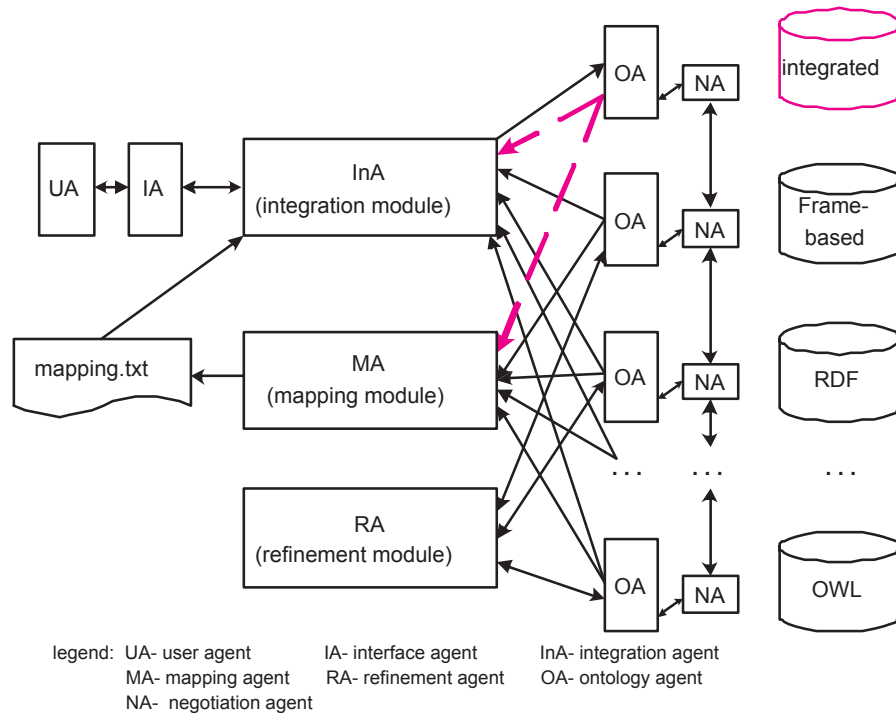 OA
NA
integrated
UA
IA
InA
(integration module)
OA
NA
Frame-
based
mapping.txt
MA
(mapping module)
OA
NA
RDF
. . .
. . .
. . .
RA
(refinement module)
OA
NA
OWL
legend: UA- user agent IA- interface agent InA- integration agent
MA- mapping agent RA- refinement agent OA- ontology agent
NA- negotiation agent